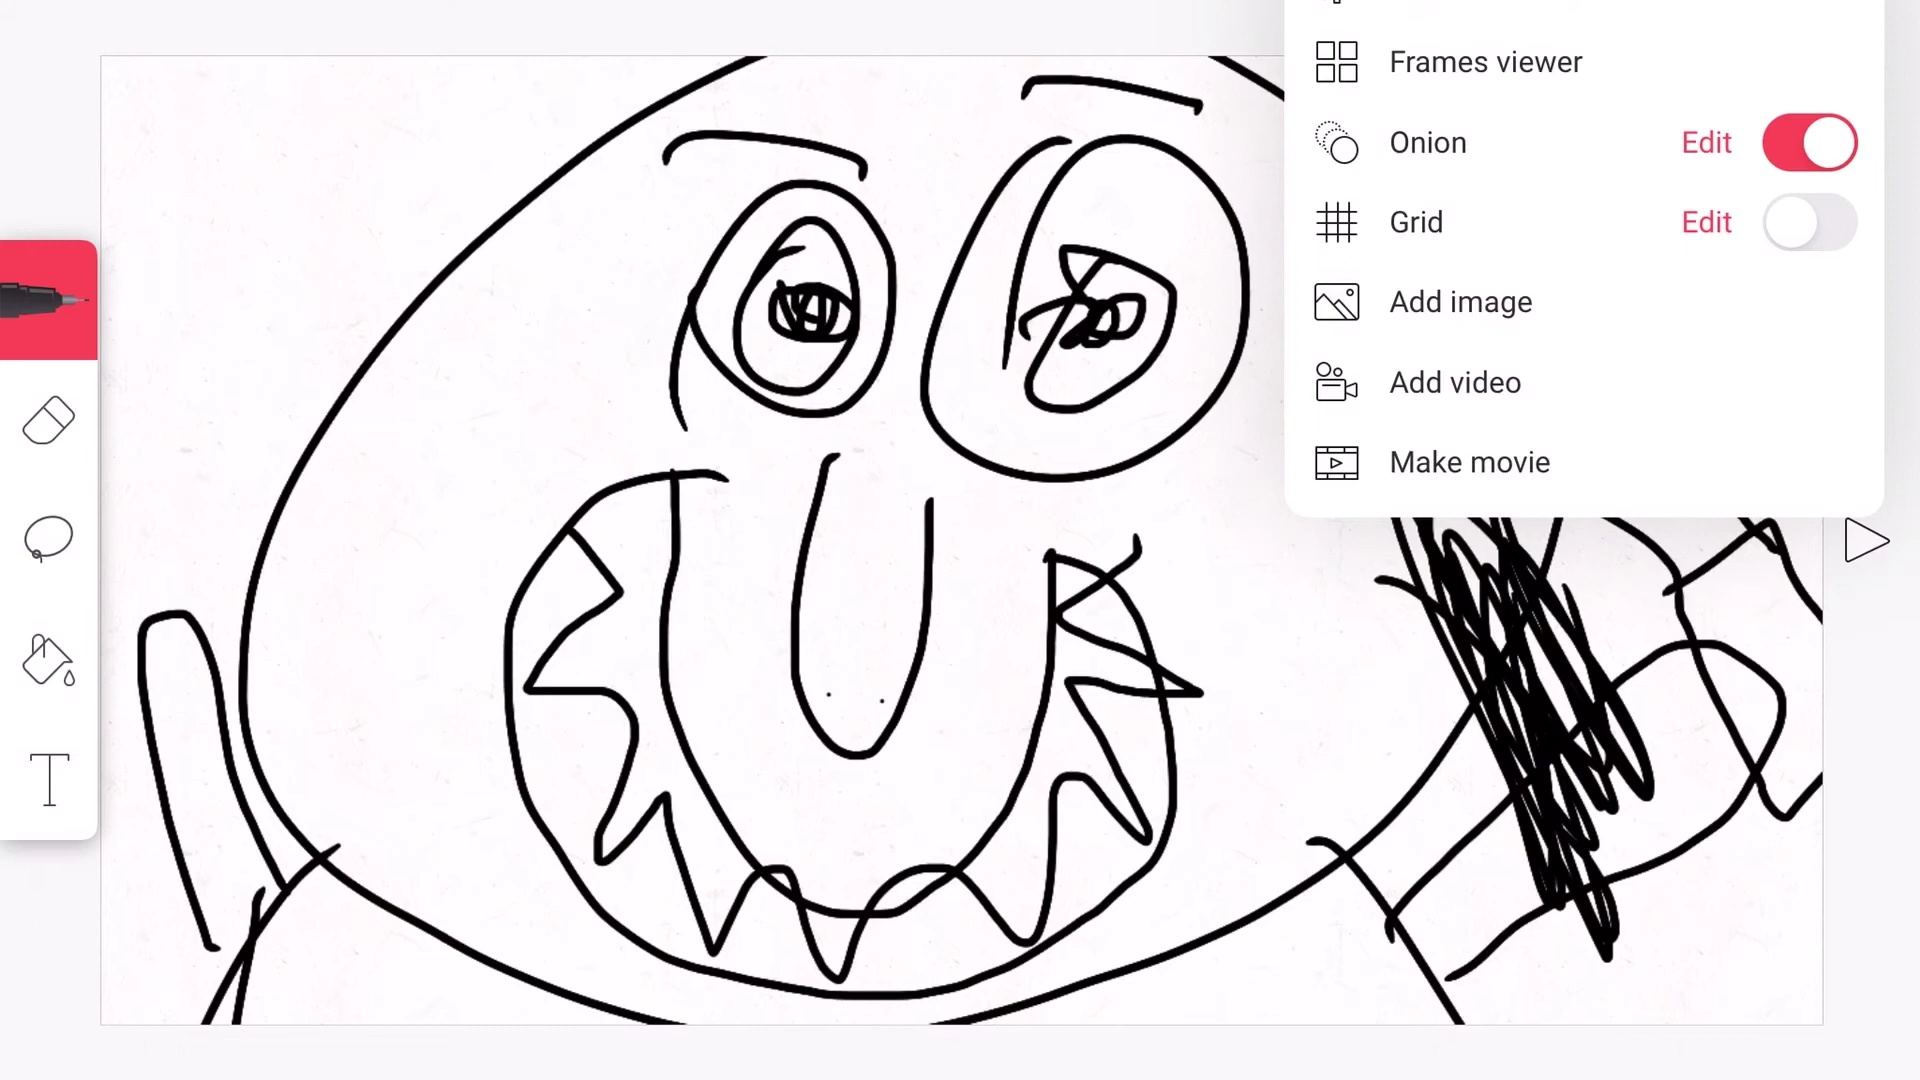 Frames viewer
Onion Edit
Grid Edit
Add image
Add video
Make movie